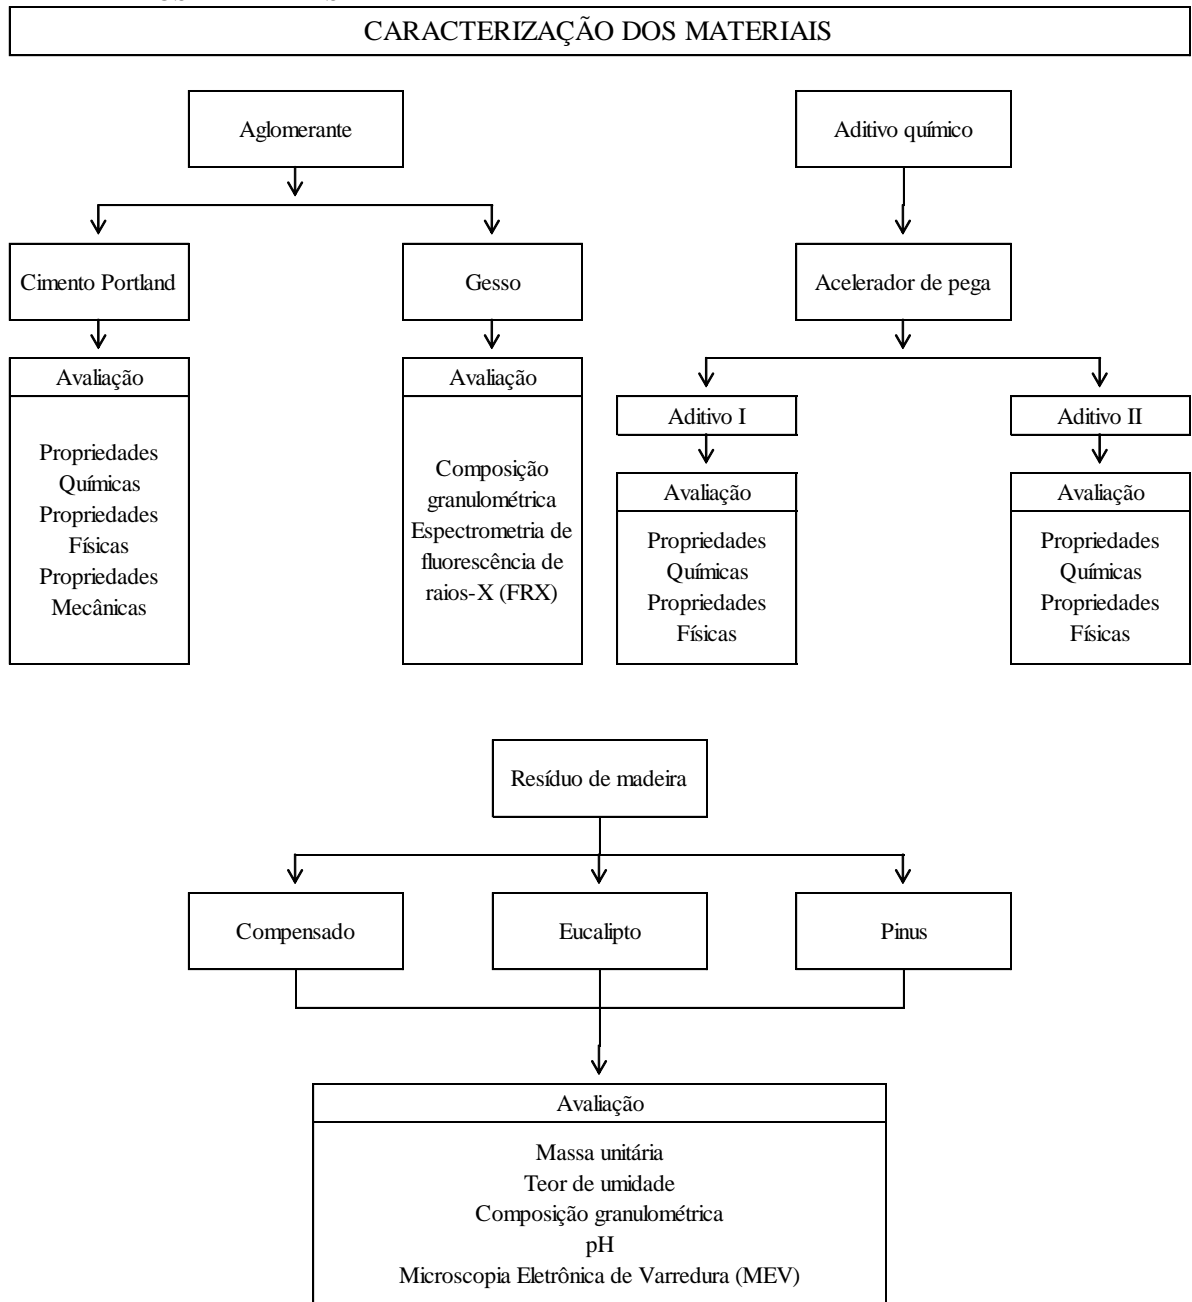 CARACTERIZAÇÃO DOS MATERIAIS
Aglomerante
Aditivo químico
Cimento Portland
Gesso
Acelerador de pega
Avaliação
Propriedades
Químicas
Propriedades
Físicas
Propriedades
Mecânicas
Avaliação
Composição
granulométrica
Espectrometria de
fluorescência de
raios-X (FRX)
Aditivo I
Avaliação
Propriedades
Químicas
Propriedades
Físicas
Aditivo II
Avaliação
Propriedades
Químicas
Propriedades
Físicas
Resíduo de madeira
Compensado
Eucalipto
Pinus
Avaliação
Massa unitária
Teor de umidade
Composição granulométrica
pH
Microscopia Eletrônica de Varredura (MEV)